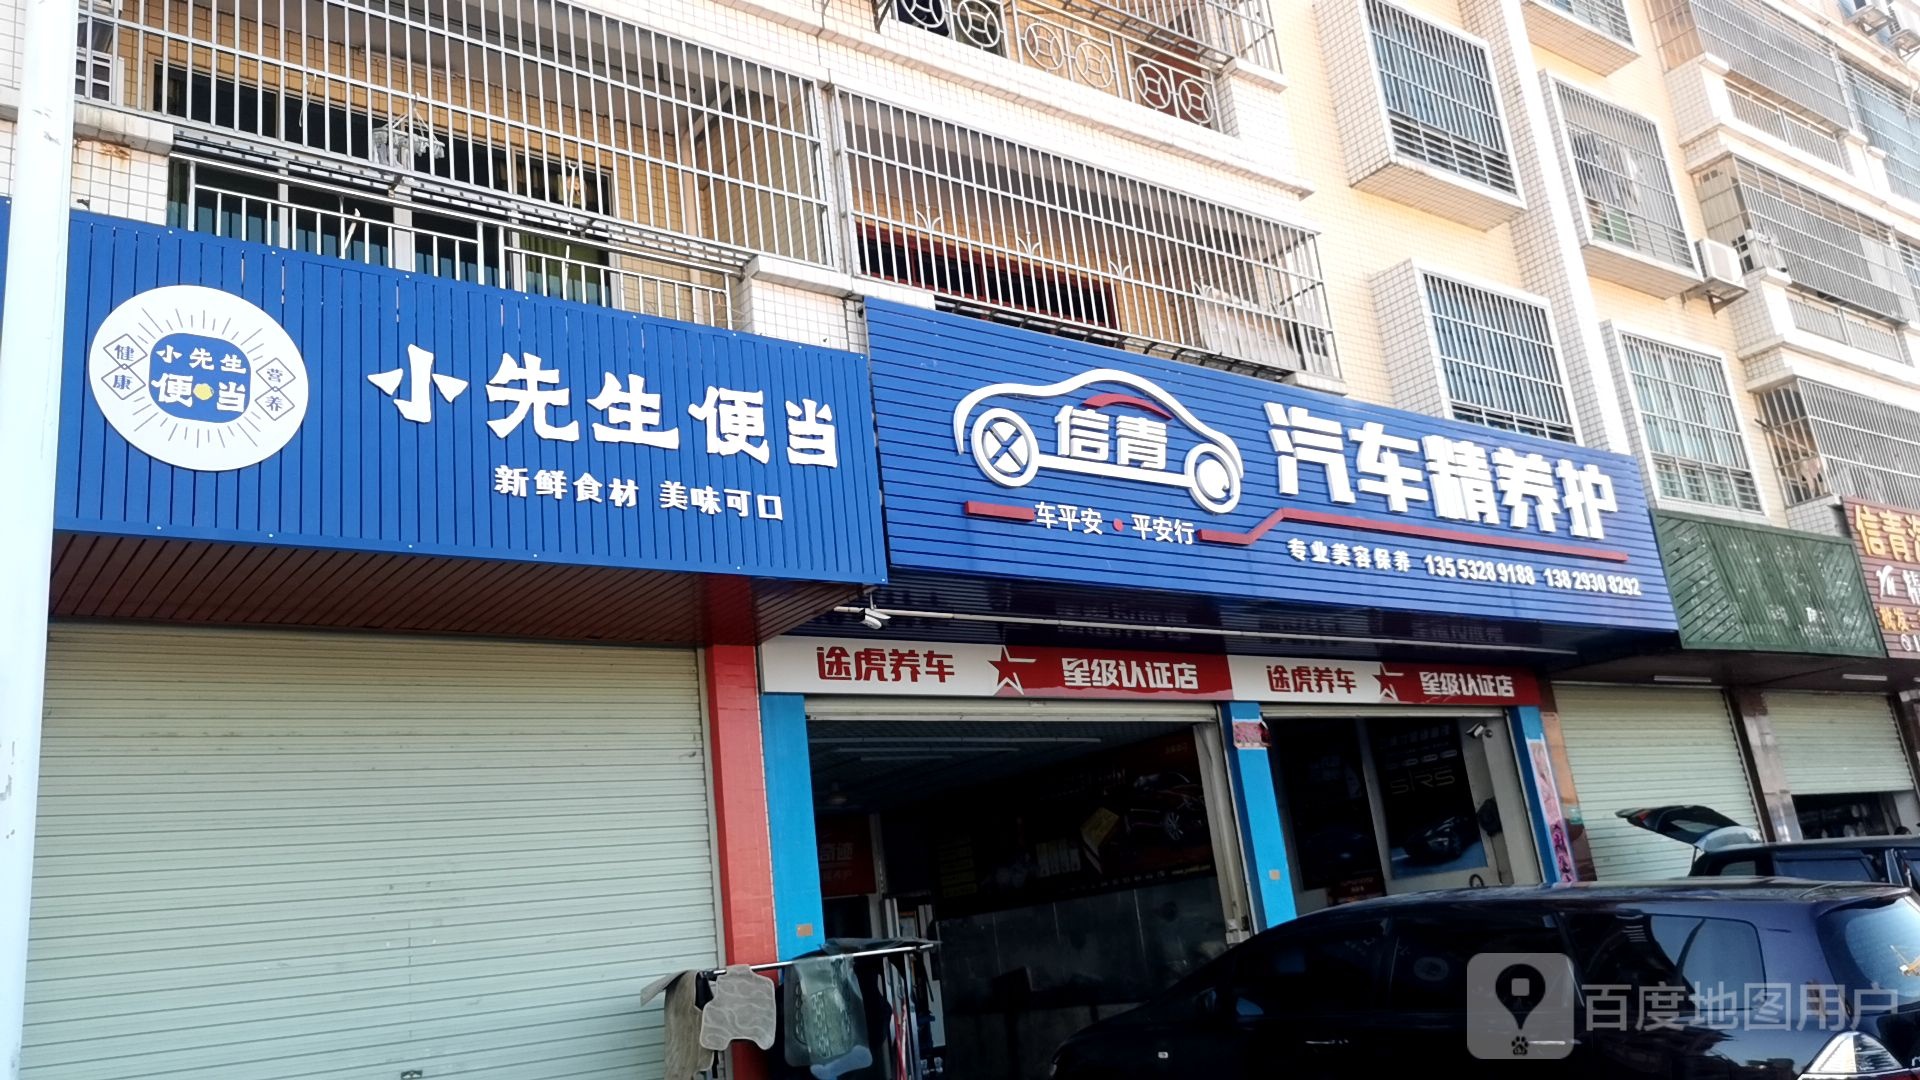 健康
小先生
便当
营养
小先生便当
新鲜食材 美味可口
信青
汽车精养护
车平安·平安行
专业美容保养 135 5328 9188 138 2930 8292
途虎养车 星级认证店
途虎养车 星级认证店
信青
批发
百度地图用户